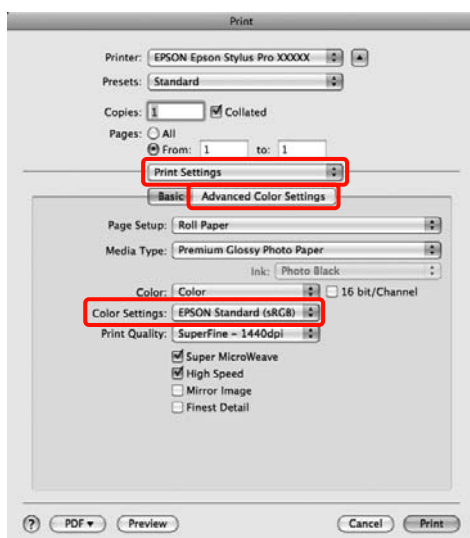 Print
Printer: EPSON Epson Stylus Pro XXXXX
Presets: Standard
Copies: 1 Collated
Pages: All
From: 1 to: 1
Print Settings
Basic Advanced Color Settings
Page Setup: Roll Paper
Media Type: Premium Glossy Photo Paper
Ink: Photo Black
Color: Color 16 bit/Channel
Color Settings: EPSON Standard (sRGB)
Print Quality: SuperFine – 1440dpi
Super MicroWeave
High Speed
Mirror Image
Finest Detail
? PDF Preview Cancel Print